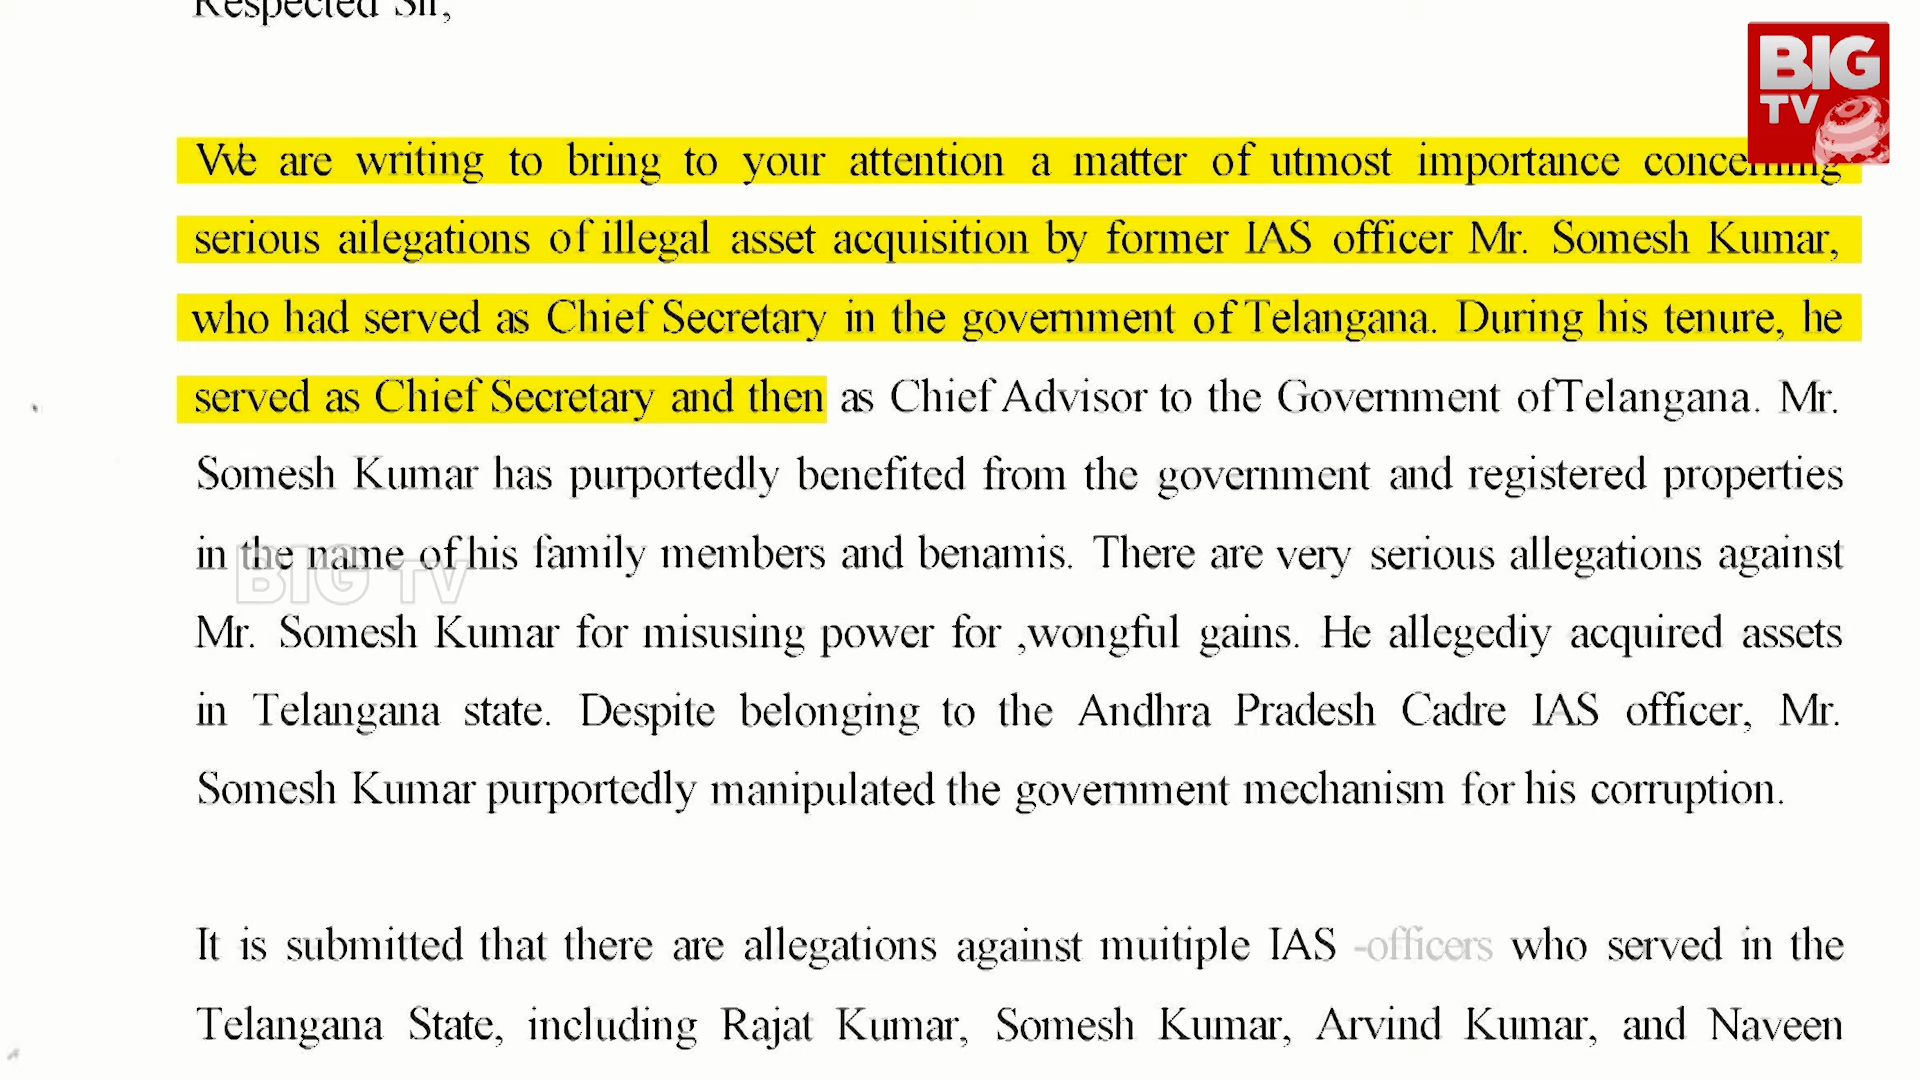 Respected Sir,
BIG
TV
We are writing to bring to your attention a matter of utmost importance concerning
serious ailegations of illegal asset acquisition by former IAS officer Mr. Somesh Kumar,
who had served as Chief Secretary in the government of Telangana. During his tenure, he
served as Chief Secretary and then as Chief Advisor to the Government ofTelangana. Mr.
Somesh Kumar has purportedly benefited from the government and registered properties
in the name of his family members and benamis. There are very serious allegations against
BIG TV
Mr. Somesh Kumar for misusing power for ,wongful gains. He allegediy acquired assets
in Telangana state. Despite belonging to the Andhra Pradesh Cadre IAS officer, Mr.
Somesh Kumar purportedly manipulated the government mechanism for his corruption.
It is submitted that there are allegations against muitiple IAS -officers who served in the
Telangana State, including Rajat Kumar, Somesh Kumar, Arvind Kumar, and Naveen